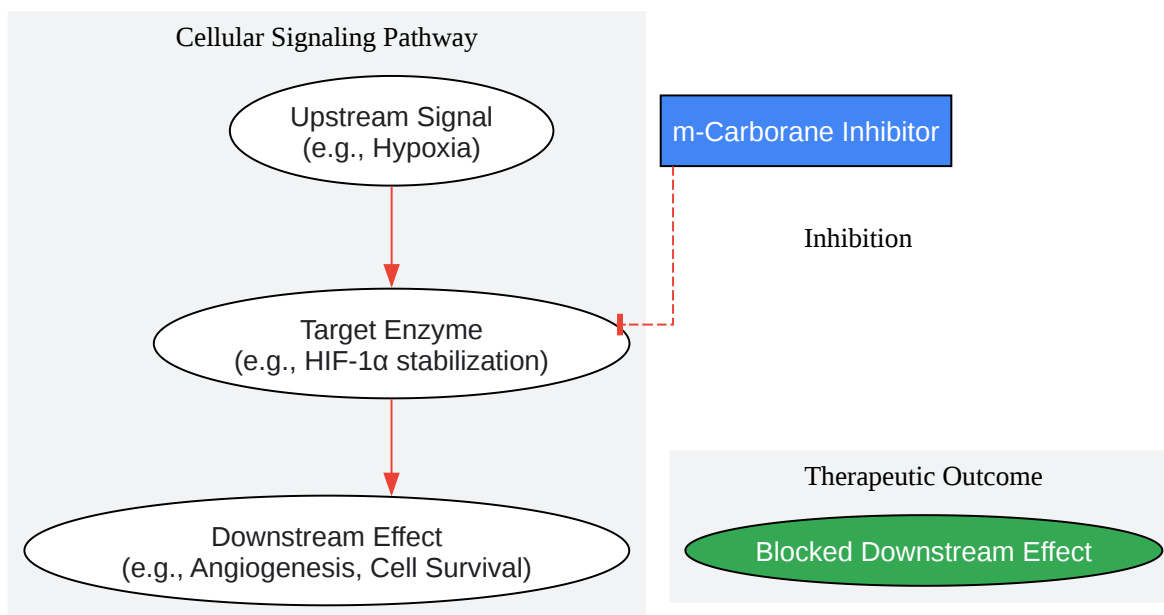 Cellular Signaling Pathway
Upstream Signal
(e.g., Hypoxia)
m-Carborane Inhibitor
Inhibition
Target Enzyme
(e.g., HIF-1α stabilization)
Therapeutic Outcome
Downstream Effect
(e.g., Angiogenesis, Cell Survival)
Blocked Downstream Effect